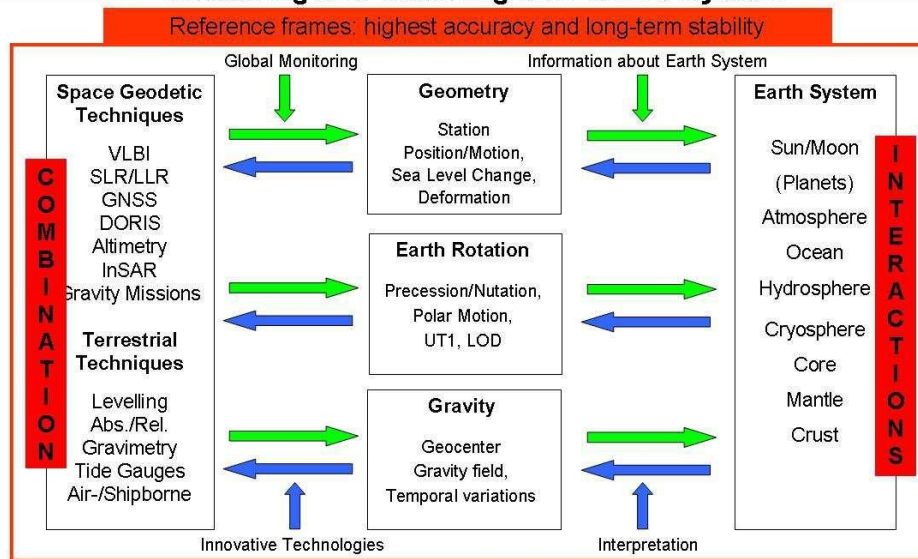 Reference frames: highest accuracy and long-term stability
Global Monitoring
Information about Earth System
Space Geodetic
Techniques
VLBI
SLR/LLR
GNSS
DORIS
Altimetry
InSAR
Gravity Missions
Terrestrial
Techniques
Levelling
Abs./Rel.
Gravimetry
Tide Gauges
Air-/Shipborne
COMBINATION
Geometry
Station
Position/Motion,
Sea Level Change,
Deformation
Earth Rotation
Precession/Nutation,
Polar Motion,
UT1, LOD
Gravity
Geocenter
Gravity field,
Temporal variations
Earth System
Sun/Moon
(Planets)
Atmosphere
Ocean
Hydrosphere
Cryosphere
Core
Mantle
Crust
INTERACTIONS
Innovative Technologies
Interpretation